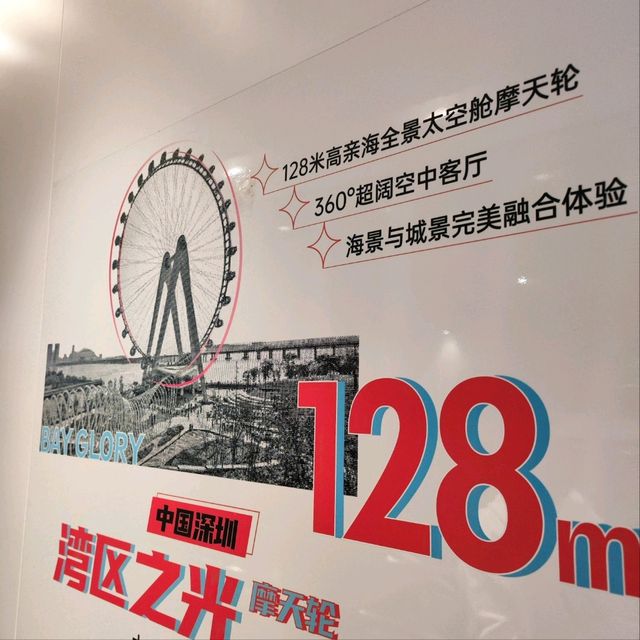 128米高亲海全景太空舱摩天轮
360°超阔空中客厅
海景与城景完美融合体验
BAY GLORY
128m
中国深圳
湾区之光 摩天轮